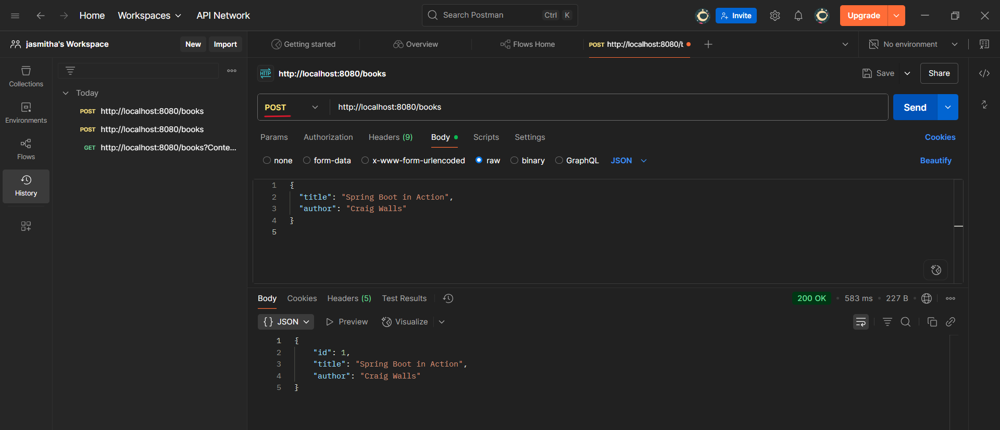 Home Workspaces API Network Search Postman Ctrl K Invite Upgrade
jasmitha's Workspace New Import Getting started Overview Flows Home POST http://localhost:8080/b No environment
Collections
Environments
Flows
History
Today
POST http://localhost:8080/books
POST http://localhost:8080/books
GET http://localhost:8080/books?Conte...
HTTP http://localhost:8080/books Save Share
POST http://localhost:8080/books Send
Params Authorization Headers (9) Body Scripts Settings Cookies
none form-data x-www-form-urlencoded raw binary GraphQL JSON Beautify
1 {
2 "title": "Spring Boot in Action",
3 "author": "Craig Walls"
4 }
5
Body Cookies Headers (5) Test Results 200 OK • 583 ms • 227 B •
{} JSON Preview Visualize
1 {
2 "id": 1,
3 "title": "Spring Boot in Action",
4 "author": "Craig Walls"
5 }